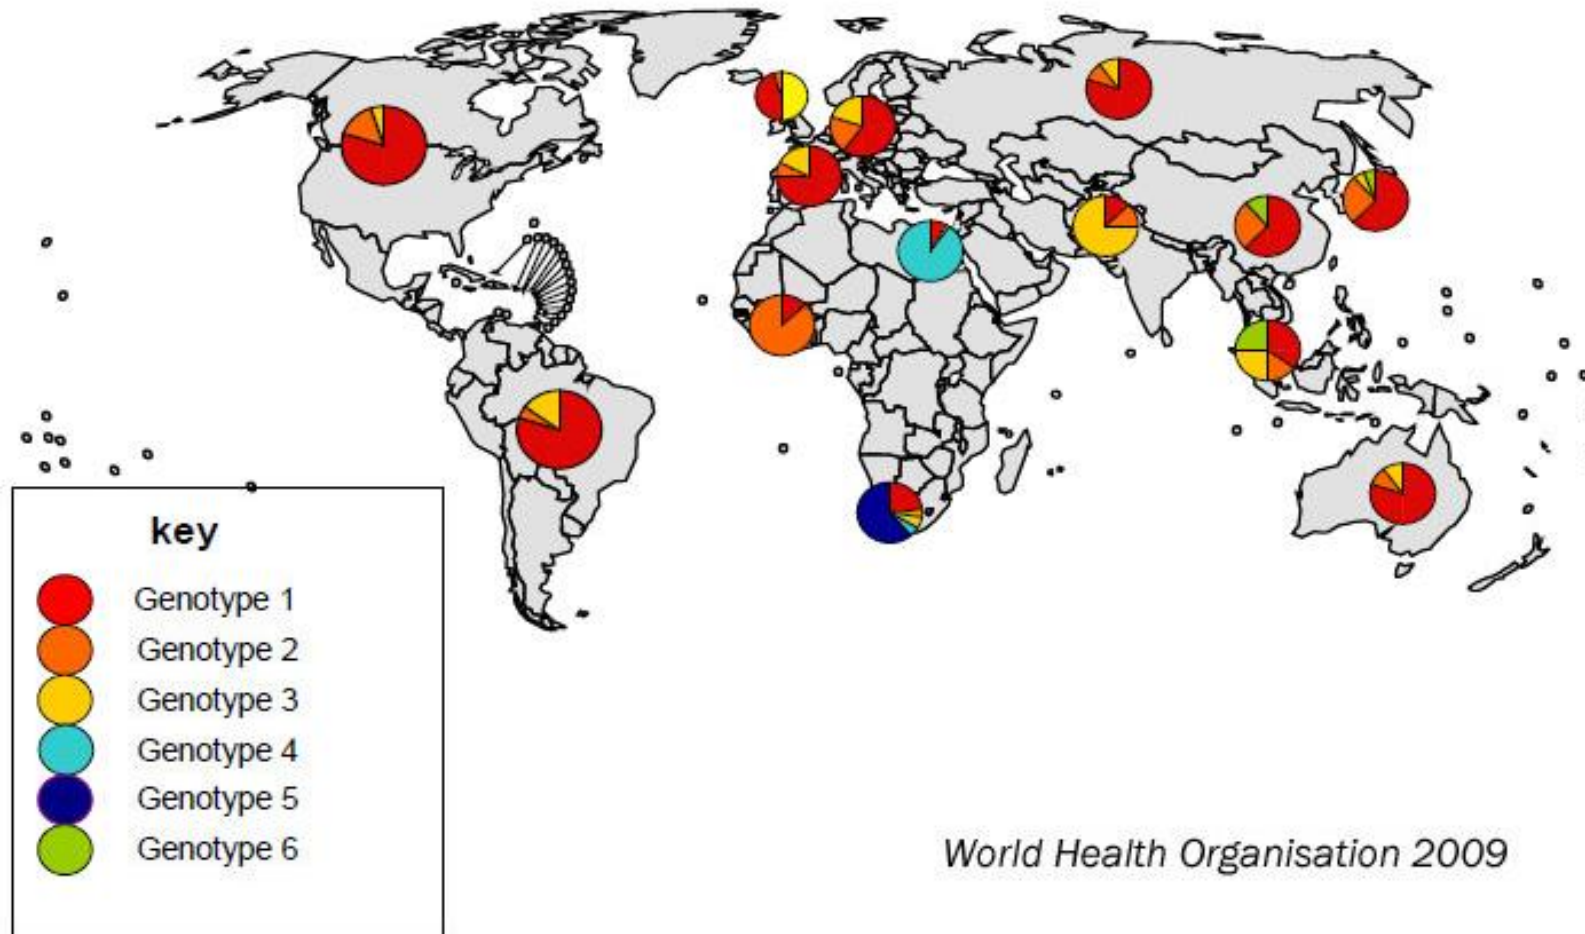 key
Genotype 1
Genotype 2
Genotype 3
Genotype 4
Genotype 5
Genotype 6
World Health Organisation 2009